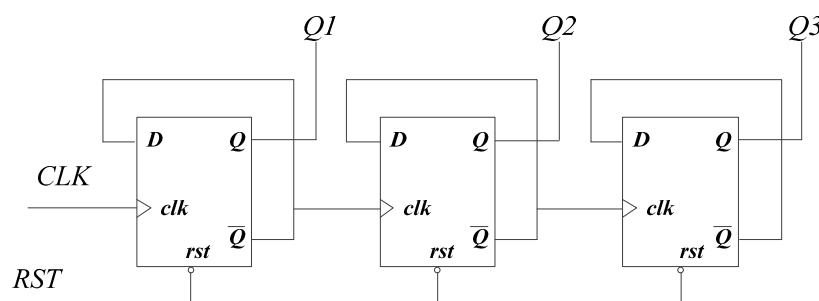 Q1 Q2 Q3
D Q D Q D Q
CLK
clk clk clk
Q̅ Q̅ Q̅
rst rst rst
RST